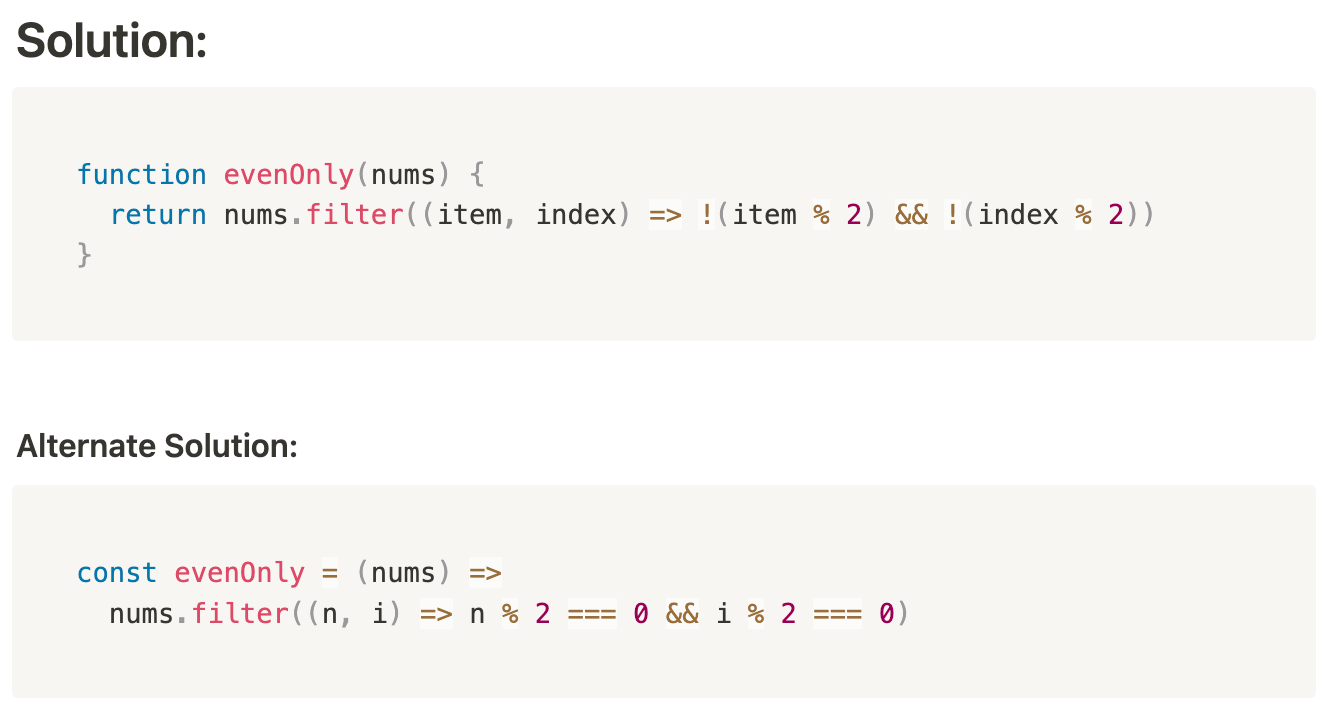 Solution:
function evenOnly(nums) {
  return nums.filter((item, index) => !(item % 2) && !(index % 2))
}
Alternate Solution:
const evenOnly = (nums) =>
  nums.filter((n, i) => n % 2 === 0 && i % 2 === 0)